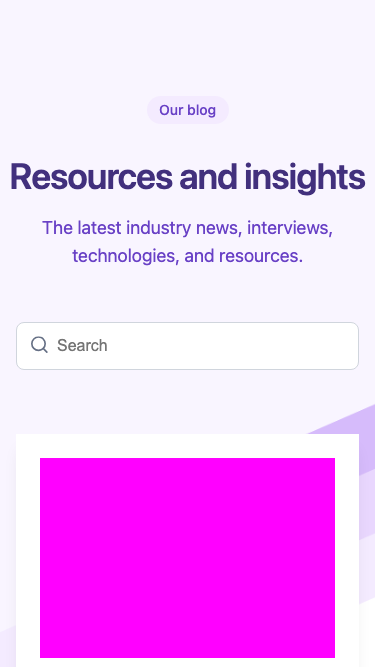 Our blog
Resources and insights
The latest industry news, interviews,
technologies, and resources.
Search